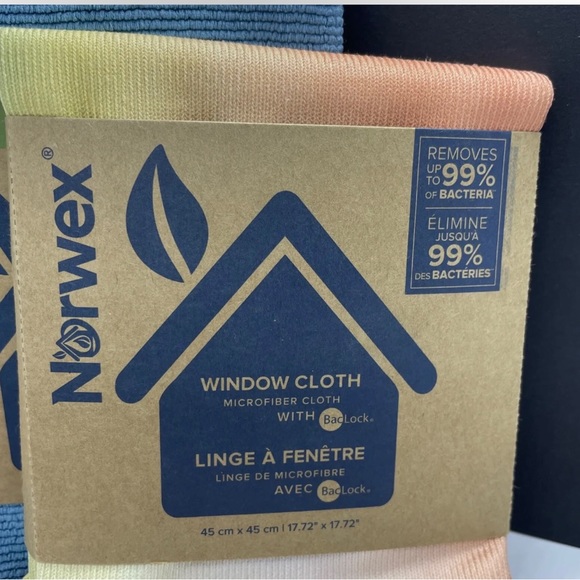 Norwex®
REMOVES
UP TO 99%
OF BACTERIA
ÉLIMINE
JUSQU'À
99%
DES BACTÉRIES
WINDOW CLOTH
MICROFIBER CLOTH
WITH BacLock®
LINGE À FENÊTRE
LINGE DE MICROFIBRE
AVEC BacLock®
45 cm x 45 cm | 17.72" x 17.72"